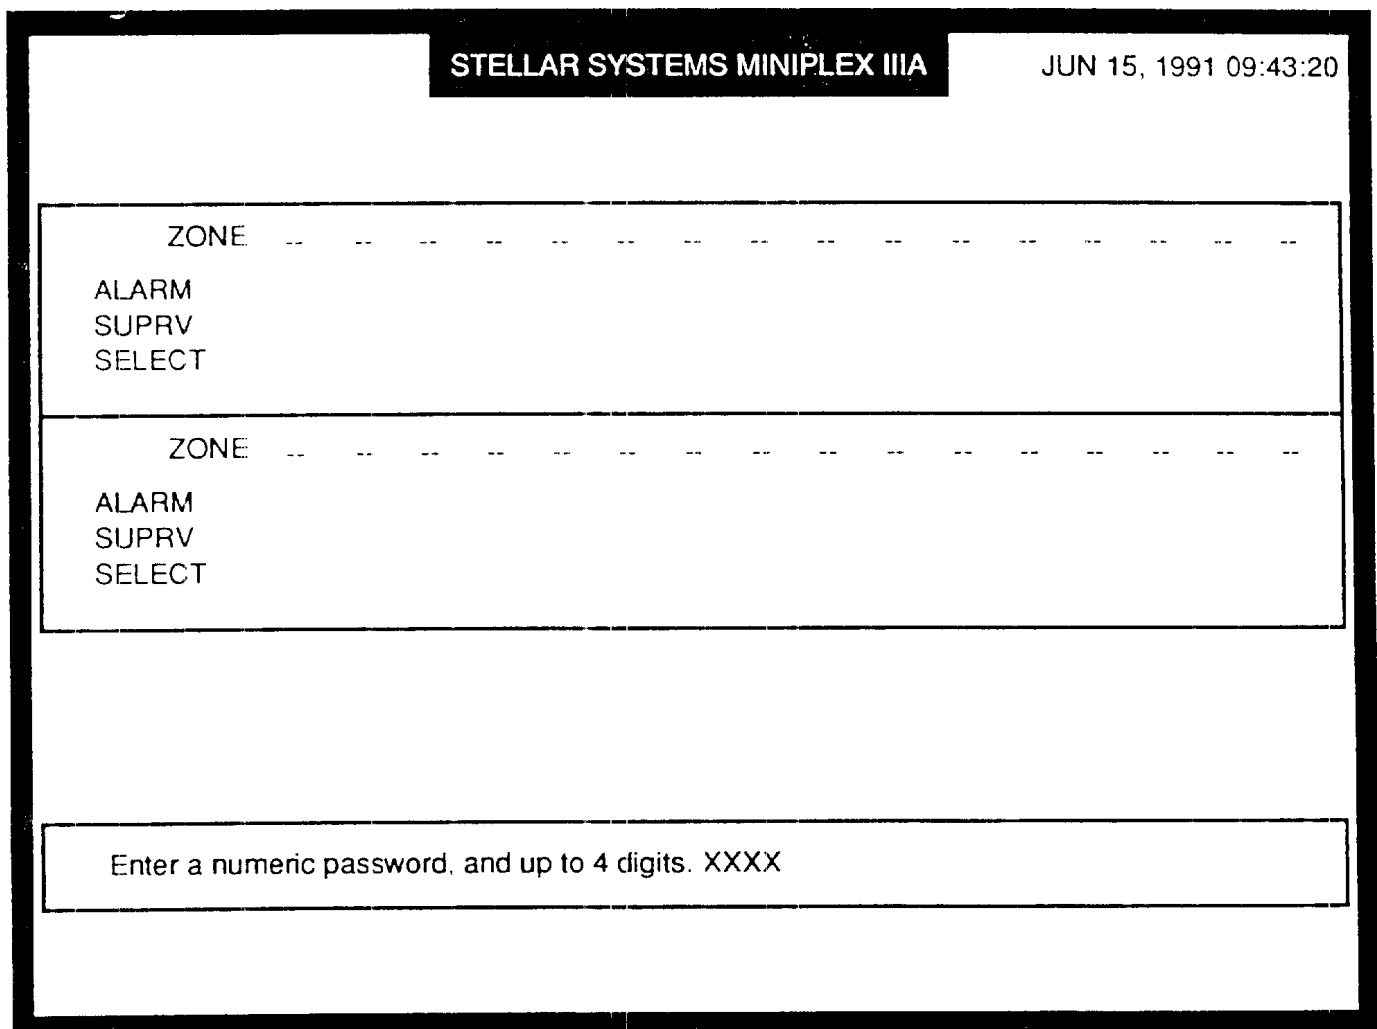 STELLAR SYSTEMS MINIPLEX IIIA JUN 15, 1991 09:43:20
ZONE -- -- -- -- -- -- -- -- -- -- -- -- -- -- -- --
ALARM
SUPRV
SELECT
ZONE -- -- -- -- -- -- -- -- -- -- -- -- -- -- -- --
ALARM
SUPRV
SELECT
Enter a numeric password, and up to 4 digits. XXXX